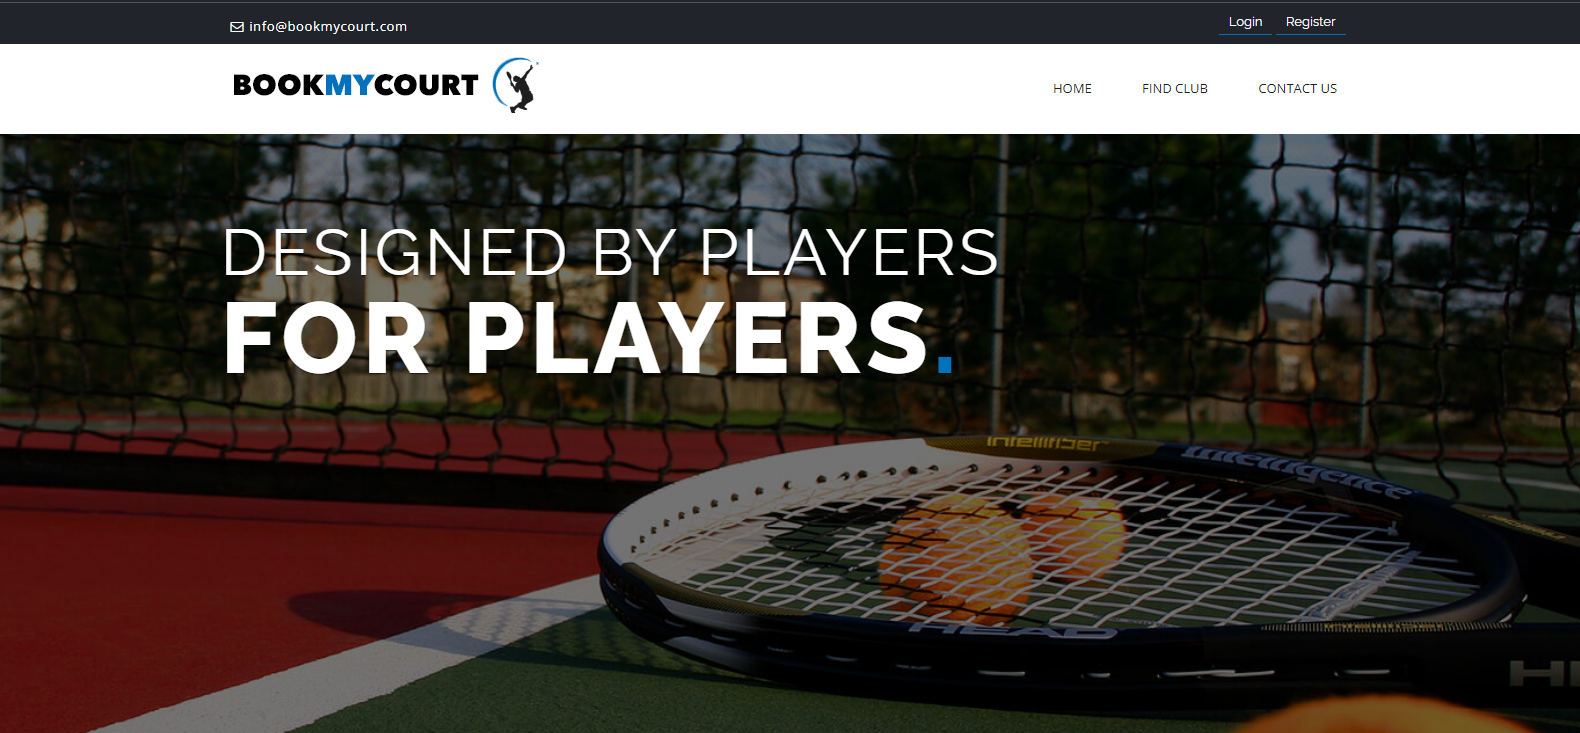 info@bookmycourt.com
Login
Register
BOOKMYCOURT
HOME
FIND CLUB
CONTACT US
DESIGNED BY PLAYERS
FOR PLAYERS.
intellifiber
Intelligence
HEAD